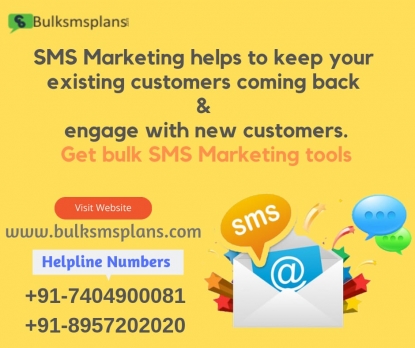 Bulksmsplans
SMS Marketing helps to keep your
existing customers coming back
&
engage with new customers.
Get bulk SMS Marketing tools
Visit Website
www.bulksmsplans.com
Helpline Numbers
+91-7404900081
+91-8957202020
sms
@